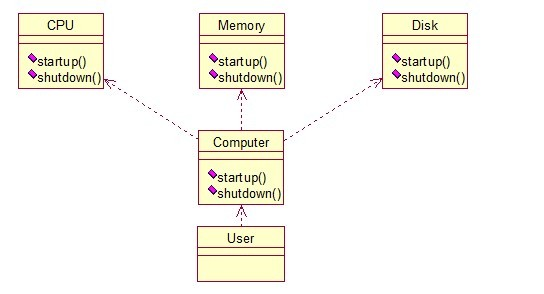 CPU
startup()
shutdown()
Memory
startup()
shutdown()
Disk
startup()
shutdown()
Computer
startup()
shutdown()
User